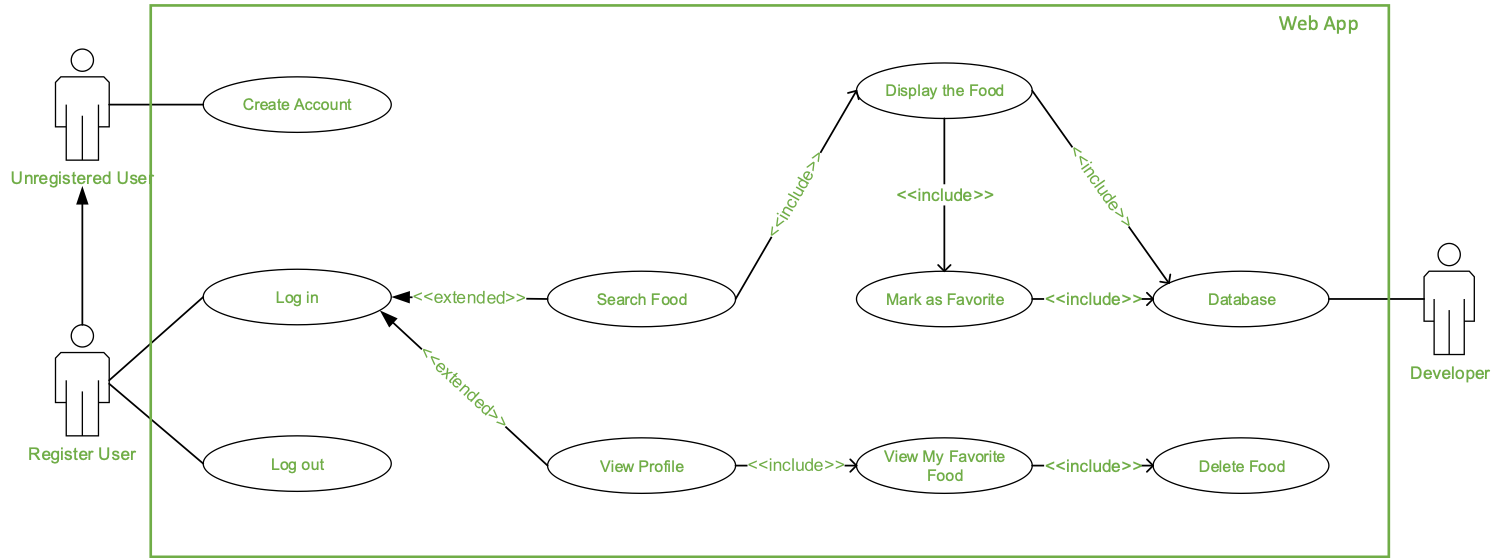 Web App
Create Account
Display the Food
Unregistered User
<<include>>
<<include>>
<<include>>
Log in
<<extended>>
Search Food
Mark as Favorite
<<include>>
Database
Developer
<<extended>>
Register User
Log out
View Profile
<<include>>
View My Favorite
Food
<<include>>
Delete Food